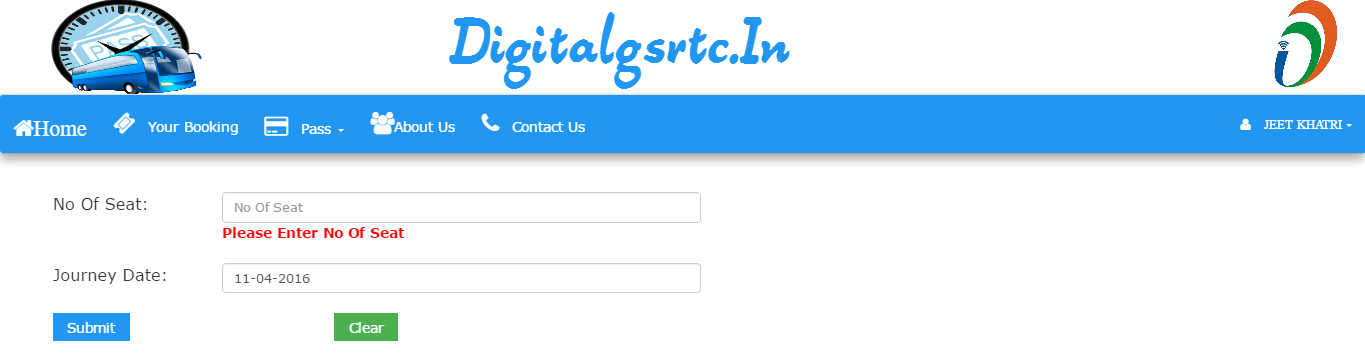 PASS
Digitalgsrtc.In
Home Your Booking Pass About Us Contact Us JEET KHATRI
No Of Seat: No Of Seat
Please Enter No Of Seat
Journey Date: 11-04-2016
Submit Clear